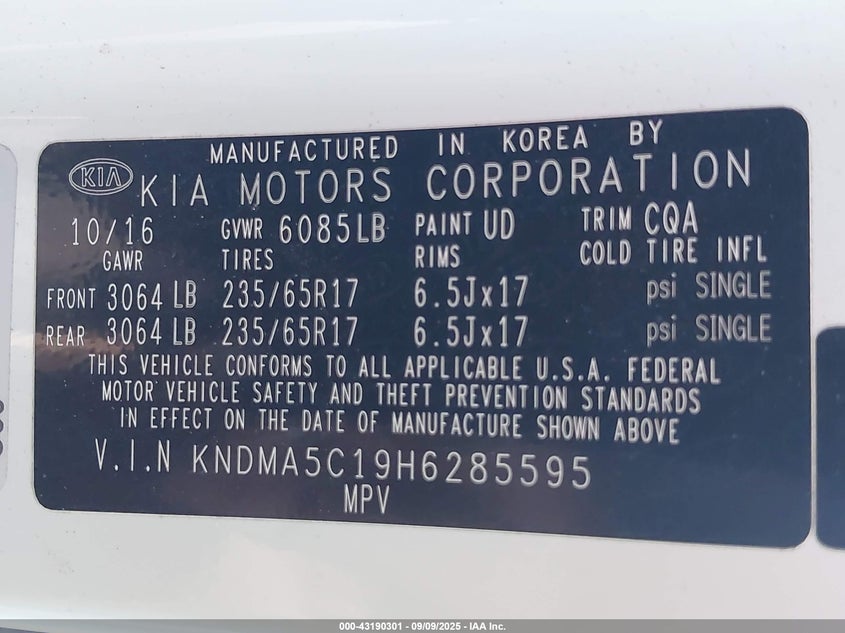 MANUFACTURED IN KOREA BY
KIA KIA MOTORS CORPORATION
10/16 GVWR 6085LB PAINT UD TRIM CQA
GAWR TIRES RIMS COLD TIRE INFL
FRONT 3064 LB 235/65R17 6.5Jx17 psi SINGLE
REAR 3064 LB 235/65R17 6.5Jx17 psi SINGLE
THIS VEHICLE CONFORMS TO ALL APPLICABLE U.S.A. FEDERAL
MOTOR VEHICLE SAFETY AND THEFT PREVENTION STANDARDS
IN EFFECT ON THE DATE OF MANUFACTURE SHOWN ABOVE
V.I.N KNDMA5C19H6285595
MPV
000-43190301 - 09/09/2025 - IAA Inc.